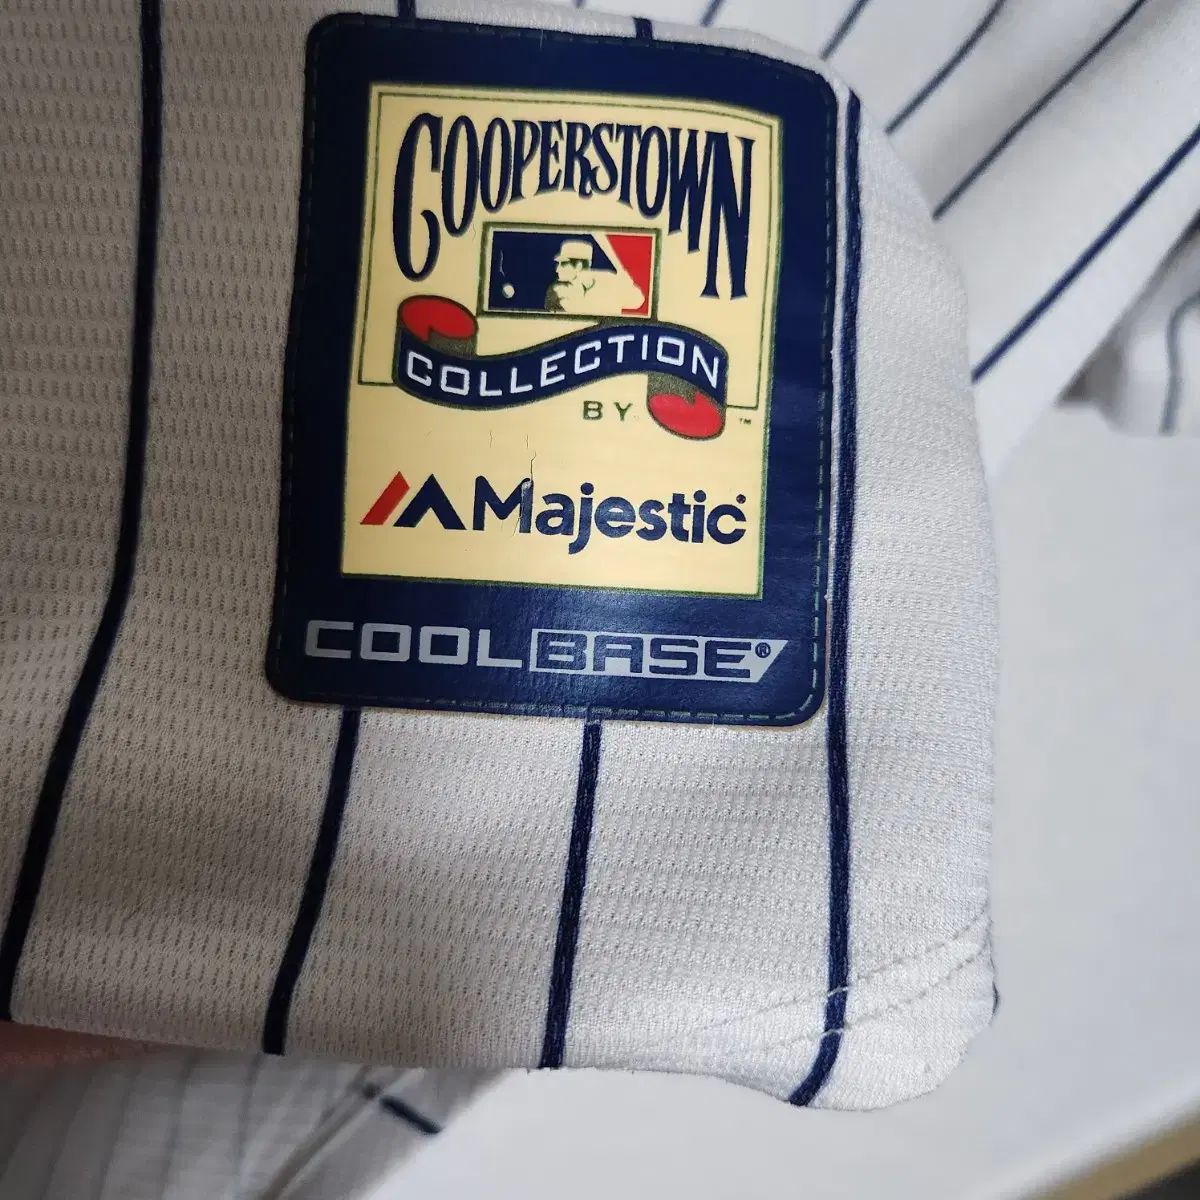 COOPERSTOWN
COLLECTION
BY ™
Majestic®
COOLBASE®